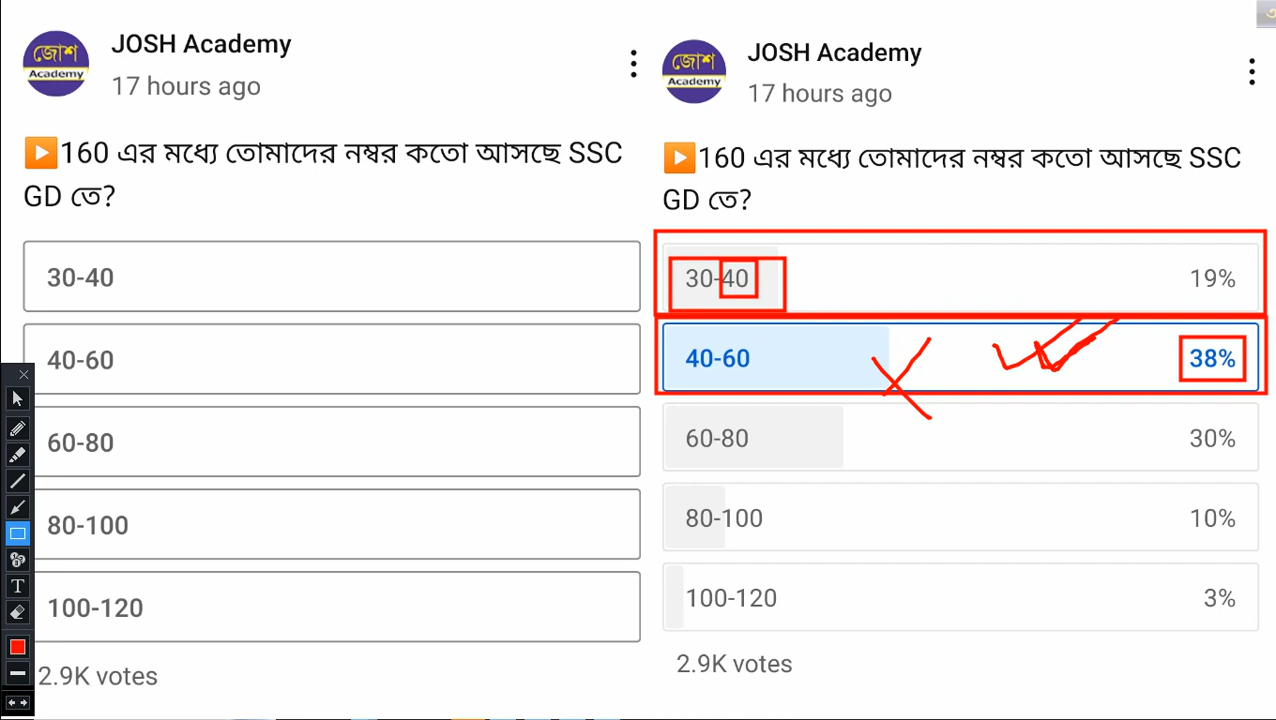 জোশ
Academy
JOSH Academy
17 hours ago
▶️160 এর মধ্যে তোমাদের নম্বর কতো আসছে SSC
GD তে?
30-40
40-60
60-80
80-100
100-120
2.9K votes
জোশ
Academy
JOSH Academy
17 hours ago
▶️160 এর মধ্যে তোমাদের নম্বর কতো আসছে SSC
GD তে?
30-40 19%
40-60 38%
60-80 30%
80-100 10%
100-120 3%
2.9K votes
T